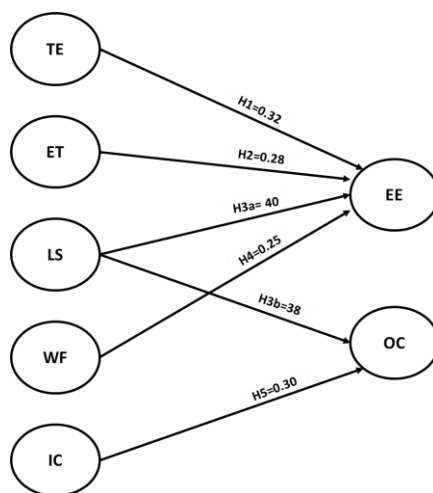 TE
H1=0.32
ET
H2=0.28
EE
H3a= 40
LS
H4=0.25
H3b=38
OC
WF
H5=0.30
IC